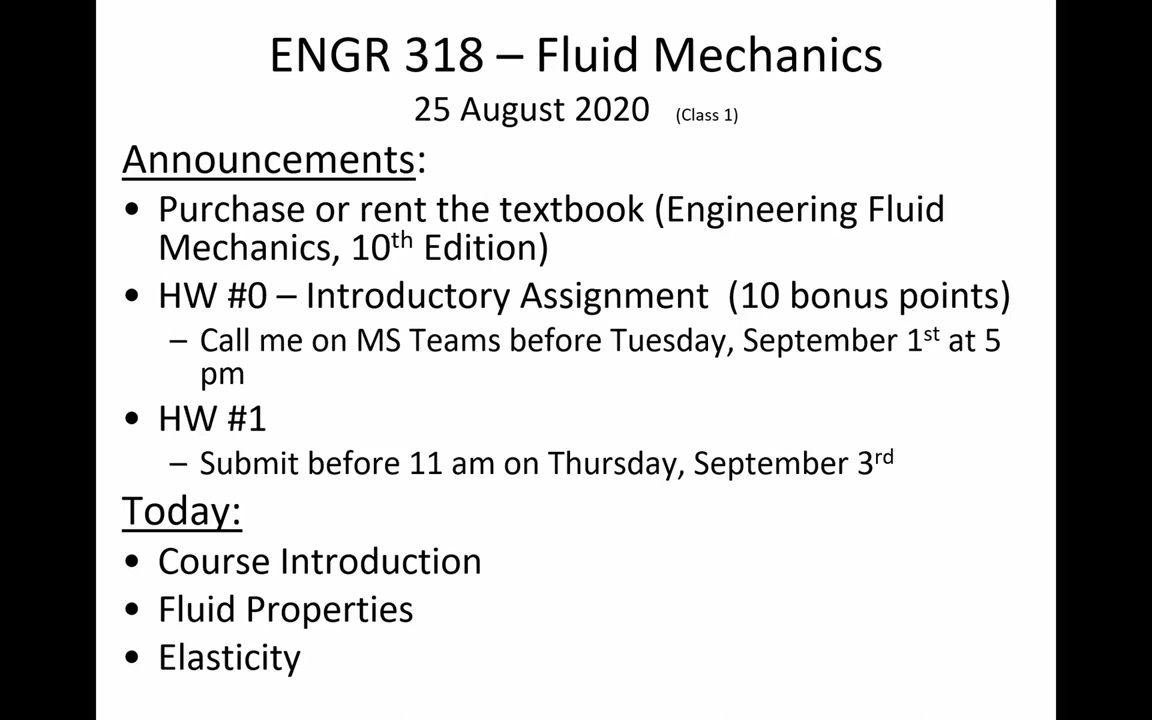 ENGR 318 – Fluid Mechanics
25 August 2020 (Class 1)
Announcements:
• Purchase or rent the textbook (Engineering Fluid
Mechanics, 10th Edition)
• HW #0 – Introductory Assignment (10 bonus points)
– Call me on MS Teams before Tuesday, September 1st at 5
pm
• HW #1
– Submit before 11 am on Thursday, September 3rd
Today:
• Course Introduction
• Fluid Properties
• Elasticity